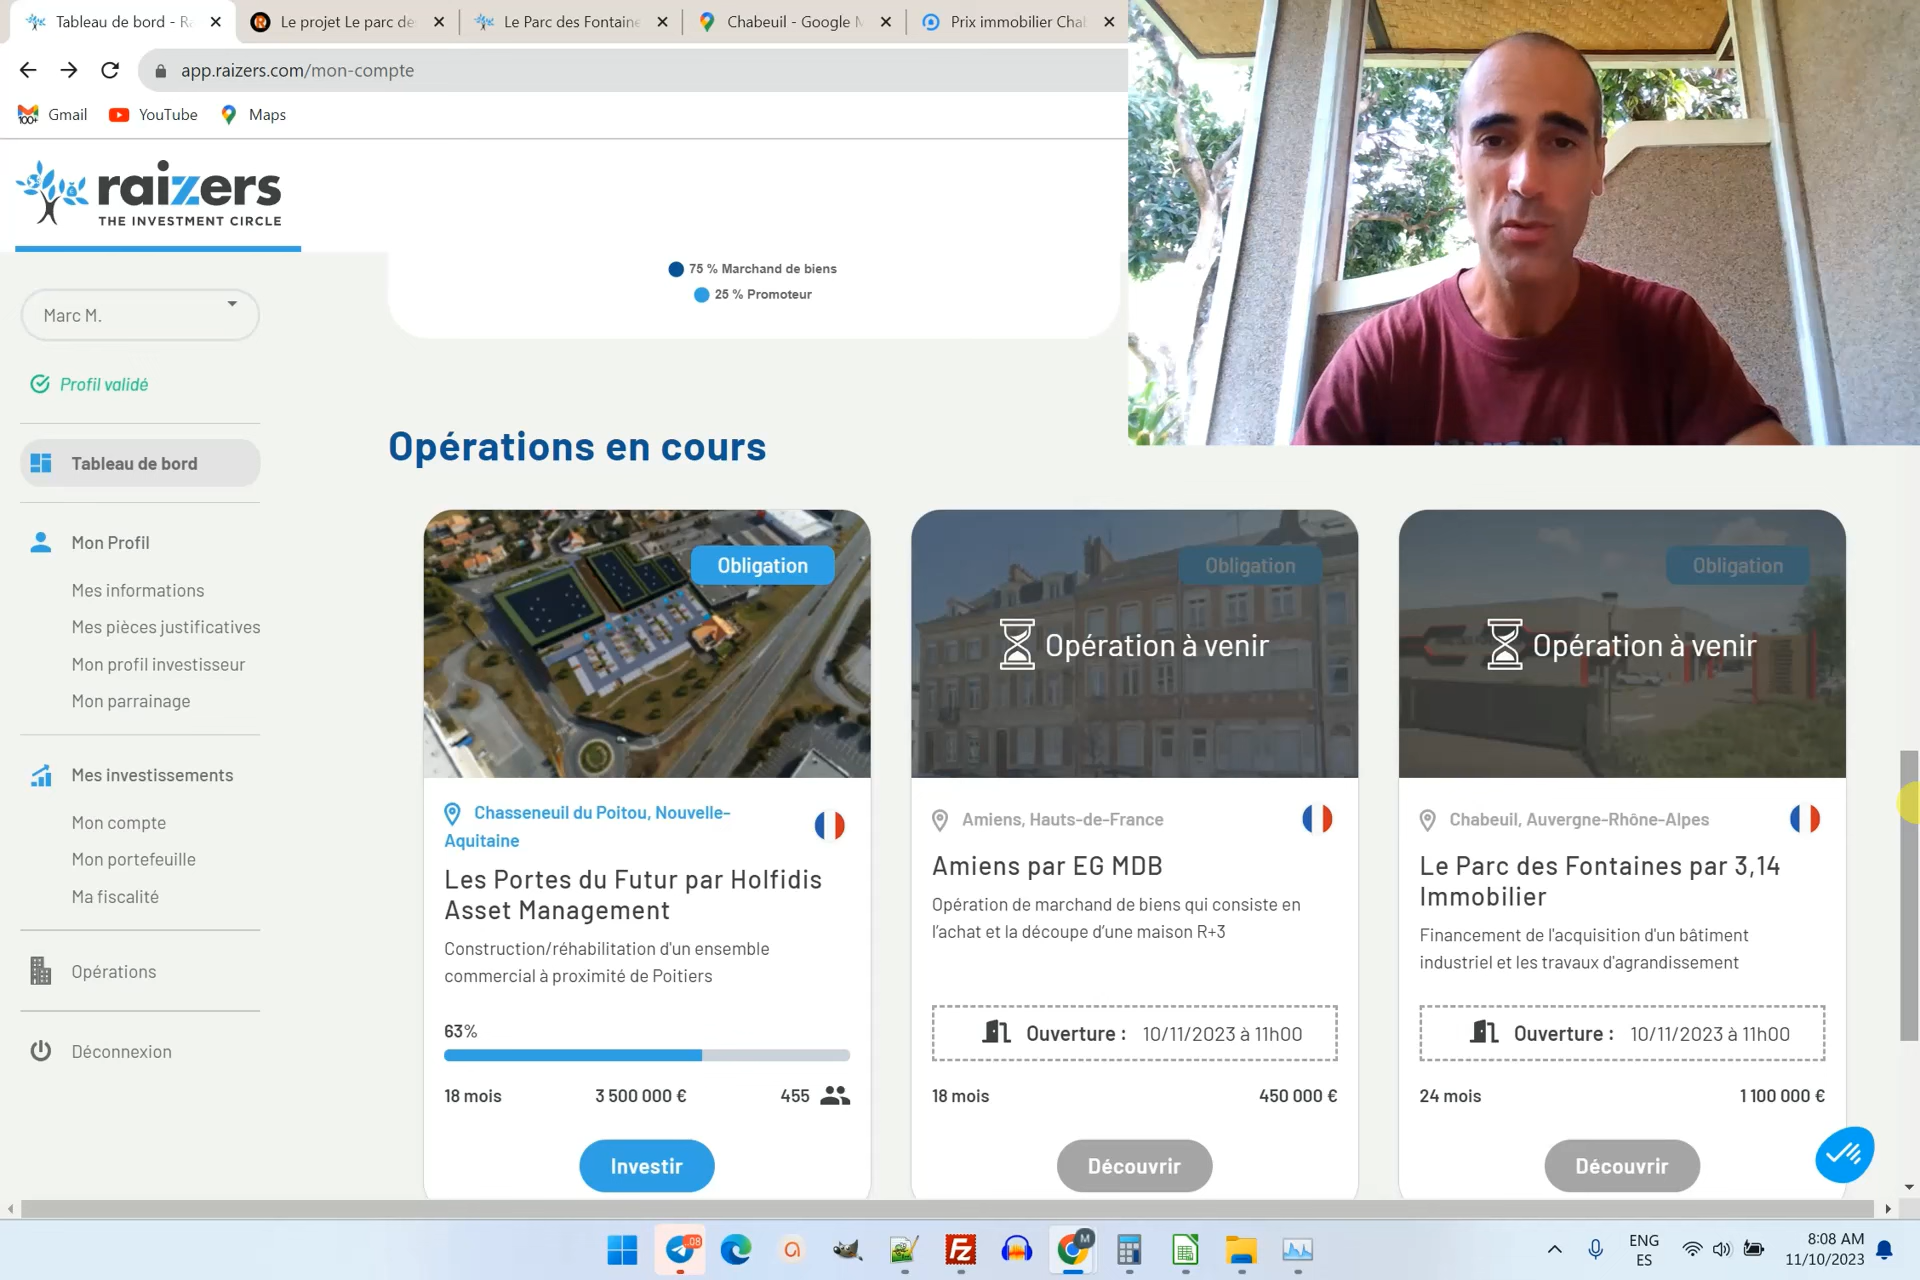 Tableau de bord - Ra
Le projet Le parc de
Le Parc des Fontaine
Chabeuil - Google M
Prix immobilier Cha
app.raizers.com/mon-compte
Gmail
YouTube
Maps
raizers
THE INVESTMENT CIRCLE
75 % Marchand de biens
25 % Promoteur
Marc M.
Profil validé
Tableau de bord
Mon Profil
Mes informations
Mes pièces justificatives
Mon profil investisseur
Mon parrainage
Mes investissements
Mon compte
Mon portefeuille
Ma fiscalité
Opérations
Déconnexion
Opérations en cours
Obligation
Chasseneuil du Poitou, Nouvelle-
Aquitaine
Les Portes du Futur par Holfidis
Asset Management
Construction/réhabilitation d'un ensemble
commercial à proximité de Poitiers
63%
18 mois 3 500 000 € 455
Investir
Obligation
Opération à venir
Amiens, Hauts-de-France
Amiens par EG MDB
Opération de marchand de biens qui consiste en
l'achat et la découpe d'une maison R+3
Ouverture : 10/11/2023 à 11h00
18 mois 450 000 €
Découvrir
Obligation
Opération à venir
Chabeuil, Auvergne-Rhône-Alpes
Le Parc des Fontaines par 3,14
Immobilier
Financement de l'acquisition d'un bâtiment
industriel et les travaux d'agrandissement
Ouverture : 10/11/2023 à 11h00
24 mois 1 100 000 €
Découvrir
08
M
ENG
ES
8:08 AM
11/10/2023